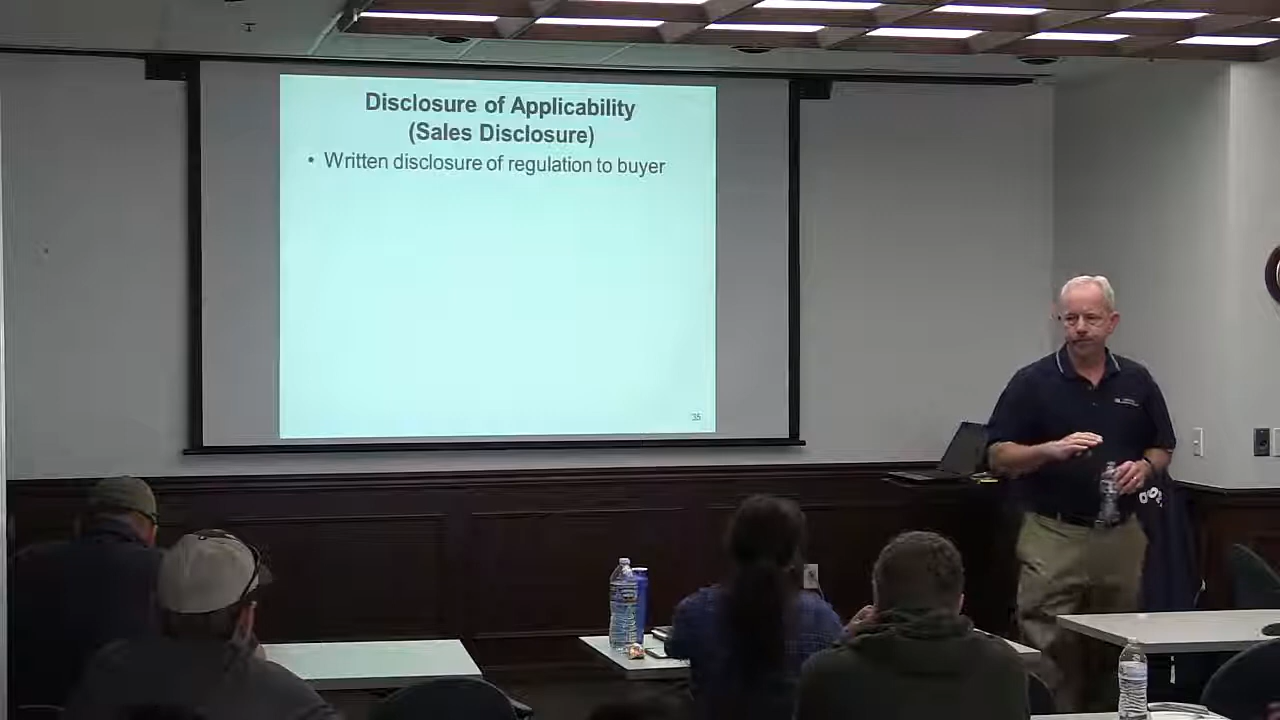 Disclosure of Applicability
(Sales Disclosure)
• Written disclosure of regulation to buyer
35